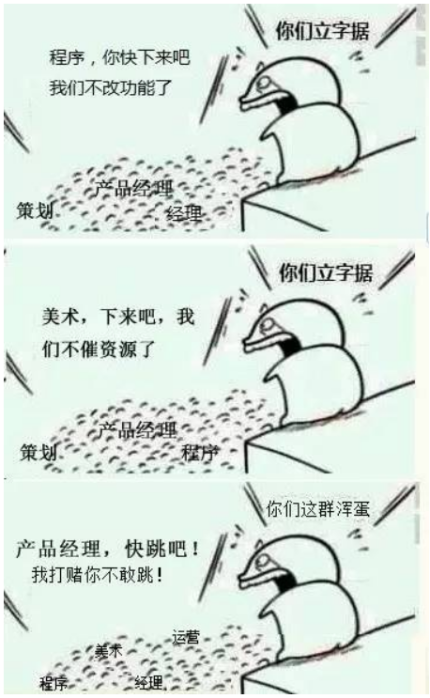 你们立字据
程序，你快下来吧
我们不改功能了
产品经理
策划
经理
你们立字据
美术，下来吧，我
们不催资源了
产品经理
策划
程序
你们这群浑蛋
产品经理，快跳吧！
我打赌你不敢跳！
运营
美术
程序
经理